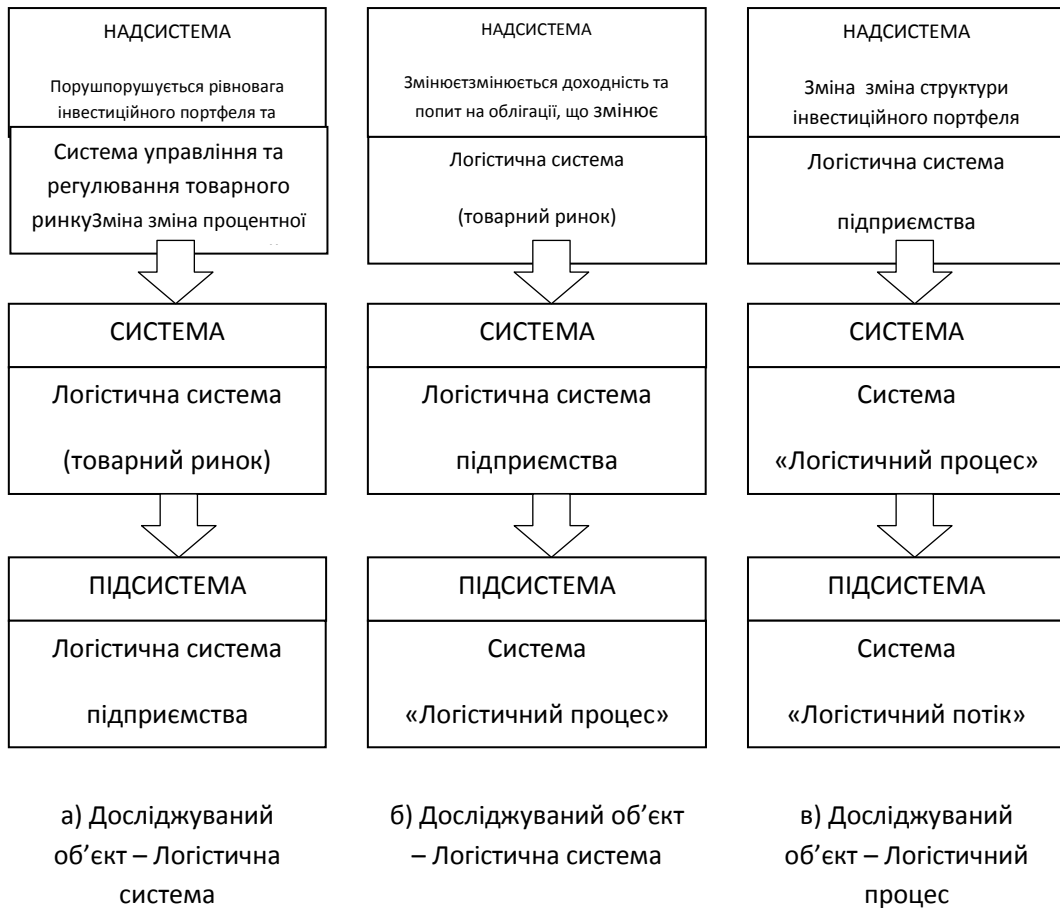 НАДСИСТЕМА
Порушпорушується рівновага
інвестиційного портфеля та
Система управління та
регулювання товарного
ринкуЗміна зміна процентної
СИСТЕМА
Логістична система
(товарний ринок)
ПІДСИСТЕМА
Логістична система
підприємства
а) Досліджуваний
об’єкт – Логістична
система
НАДСИСТЕМА
Змінюєтзмінюється доходність та
попит на облігації, що змінює
Логістична система
(товарний ринок)
СИСТЕМА
Логістична система
підприємства
ПІДСИСТЕМА
Система
«Логістичний процес»
б) Досліджуваний об’єкт
– Логістична система
НАДСИСТЕМА
Зміна зміна структури
інвестиційного портфеля
Логістична система
підприємства
СИСТЕМА
Система
«Логістичний процес»
ПІДСИСТЕМА
Система
«Логістичний потік»
в) Досліджуваний
об’єкт – Логістичний
процес